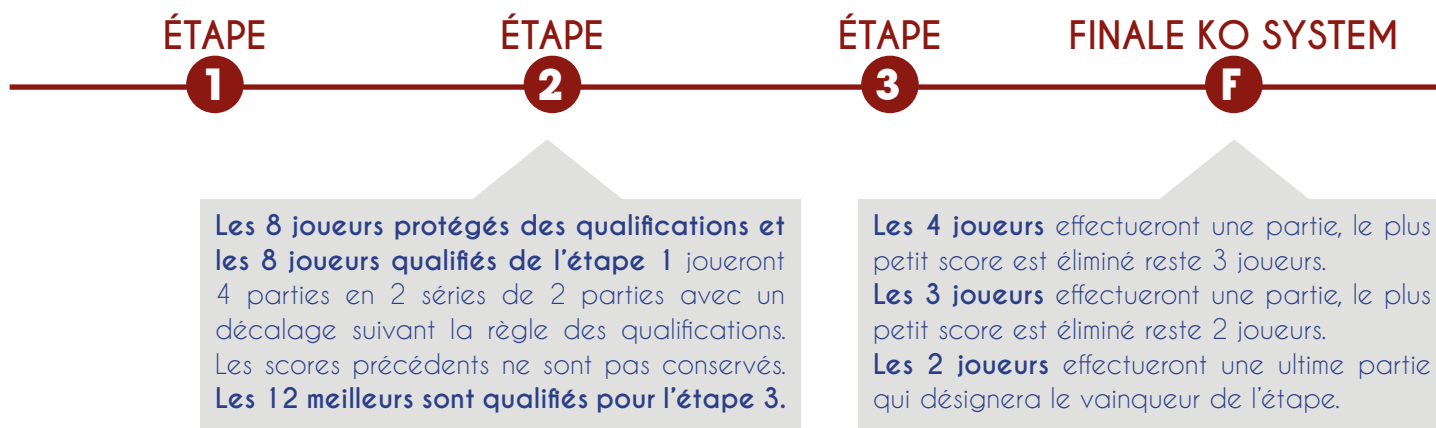 ÉTAPE
1
ÉTAPE
2
ÉTAPE
3
FINALE KO SYSTEM
F
Les 8 joueurs protégés des qualifications et
les 8 joueurs qualifiés de l'étape 1 joueront
4 parties en 2 séries de 2 parties avec un
décalage suivant la règle des qualifications.
Les scores précédents ne sont pas conservés.
Les 12 meilleurs sont qualifiés pour l'étape 3.
Les 4 joueurs effectueront une partie, le plus
petit score est éliminé reste 3 joueurs.
Les 3 joueurs effectueront une partie, le plus
petit score est éliminé reste 2 joueurs.
Les 2 joueurs effectueront une ultime partie
qui désignera le vainqueur de l'étape.